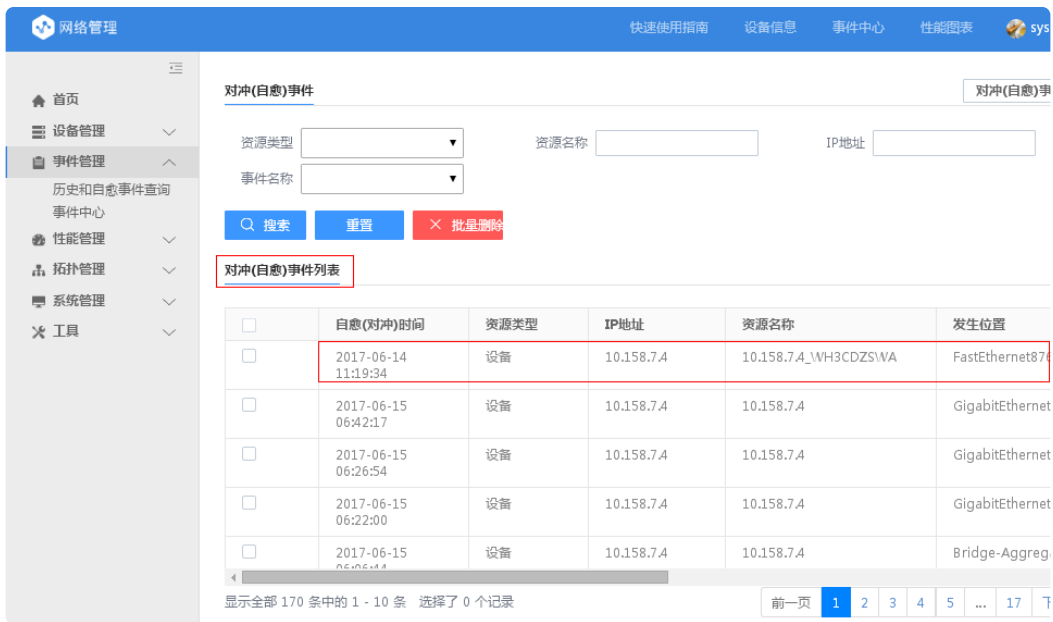 网络管理 快速使用指南 设备信息 事件中心 性能图表 sys
首页
设备管理
事件管理
历史和自愈事件查询
事件中心
性能管理
拓扑管理
系统管理
工具
对冲(自愈)事件 对冲(自愈)事
资源类型 资源名称 IP地址
事件名称
搜索 重置 批量删除
对冲(自愈)事件列表
自愈(对冲)时间 资源类型 IP地址 资源名称 发生位置
2017-06-14 11:19:34 设备 10.158.7.4 10.158.7.4_WH3CDZSWA FastEthernet876
2017-06-15 06:42:17 设备 10.158.7.4 10.158.7.4 GigabitEthernet
2017-06-15 06:26:54 设备 10.158.7.4 10.158.7.4 GigabitEthernet
2017-06-15 06:22:00 设备 10.158.7.4 10.158.7.4 GigabitEthernet
2017-06-15 06:06:44 设备 10.158.7.4 10.158.7.4 Bridge-Aggreg
显示全部 170 条中的 1 - 10 条 选择了 0 个记录 前一页 1 2 3 4 5 ... 17